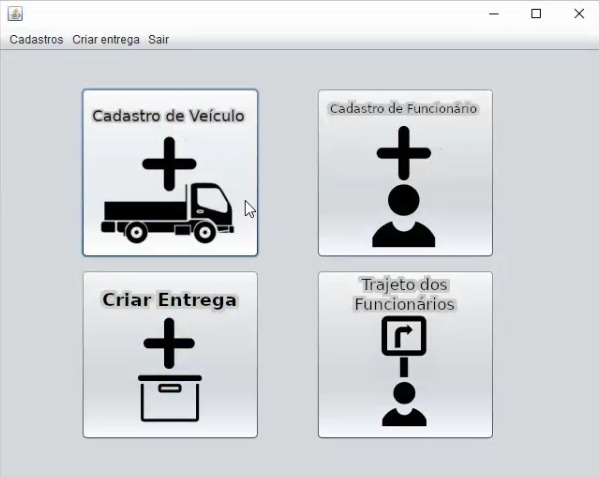 Cadastros Criar entrega Sair
Cadastro de Veículo
Cadastro de Funcionário
Criar Entrega
Trajeto dos
Funcionários